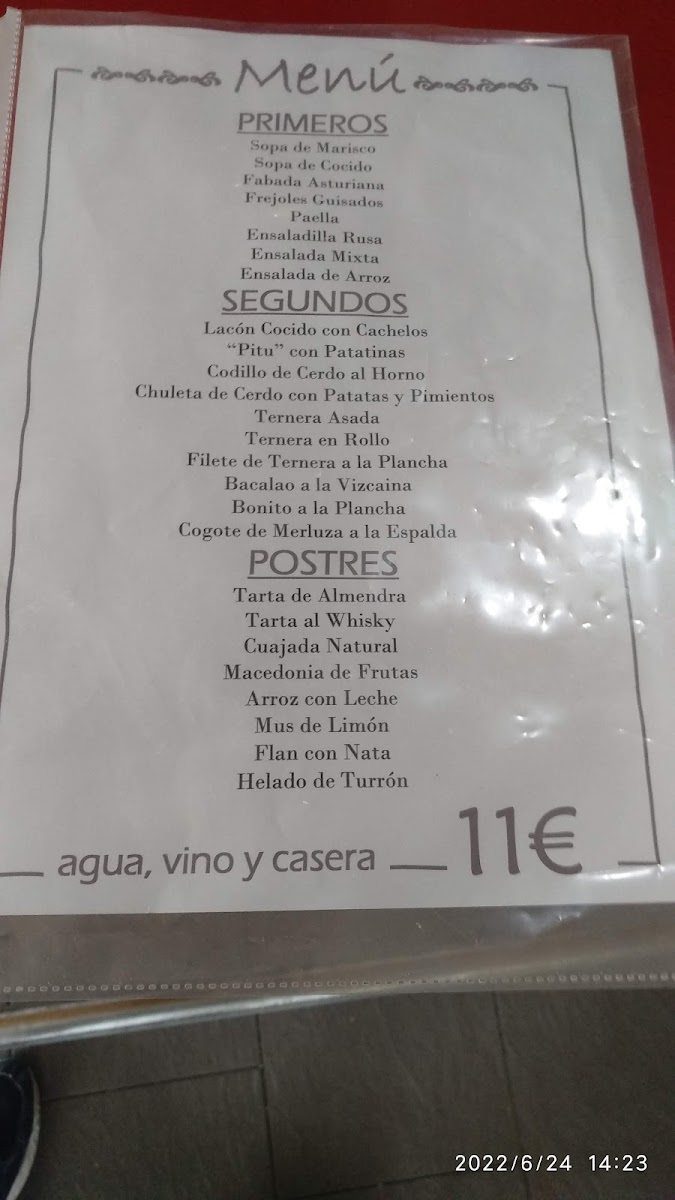 Menú
PRIMEROS
Sopa de Marisco
Sopa de Cocido
Fabada Asturiana
Frejoles Guisados
Paella
Ensaladilla Rusa
Ensalada Mixta
Ensalada de Arroz
SEGUNDOS
Lacón Cocido con Cachelos
“Pitu” con Patatinas
Codillo de Cerdo al Horno
Chuleta de Cerdo con Patatas y Pimientos
Ternera Asada
Ternera en Rollo
Filete de Ternera a la Plancha
Bacalao a la Vizcaina
Bonito a la Plancha
Cogote de Merluza a la Espalda
POSTRES
Tarta de Almendra
Tarta al Whisky
Cuajada Natural
Macedonia de Frutas
Arroz con Leche
Mus de Limón
Flan con Nata
Helado de Turrón
agua, vino y casera 11€
2022/6/24 14:23